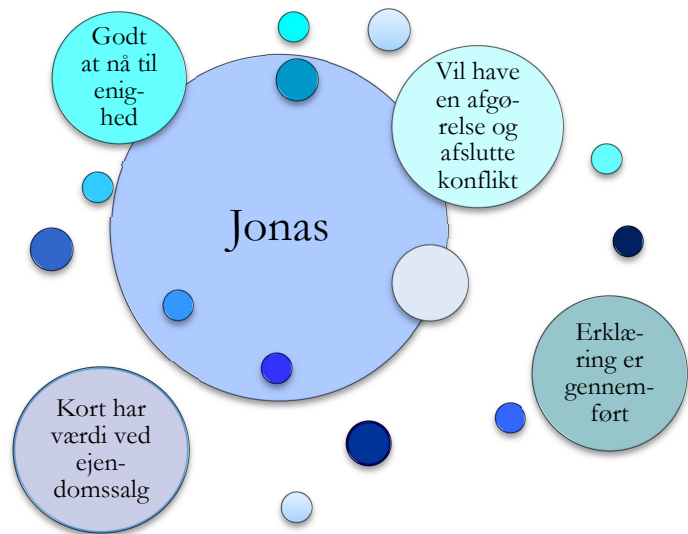 Godt
at nå til
enig-
hed
Vil have
en afgø-
relse og
afslutte
konflikt
Jonas
Erklæ-
ring er
gennem-
ført
Kort har
værdi ved
ejen-
domssalg